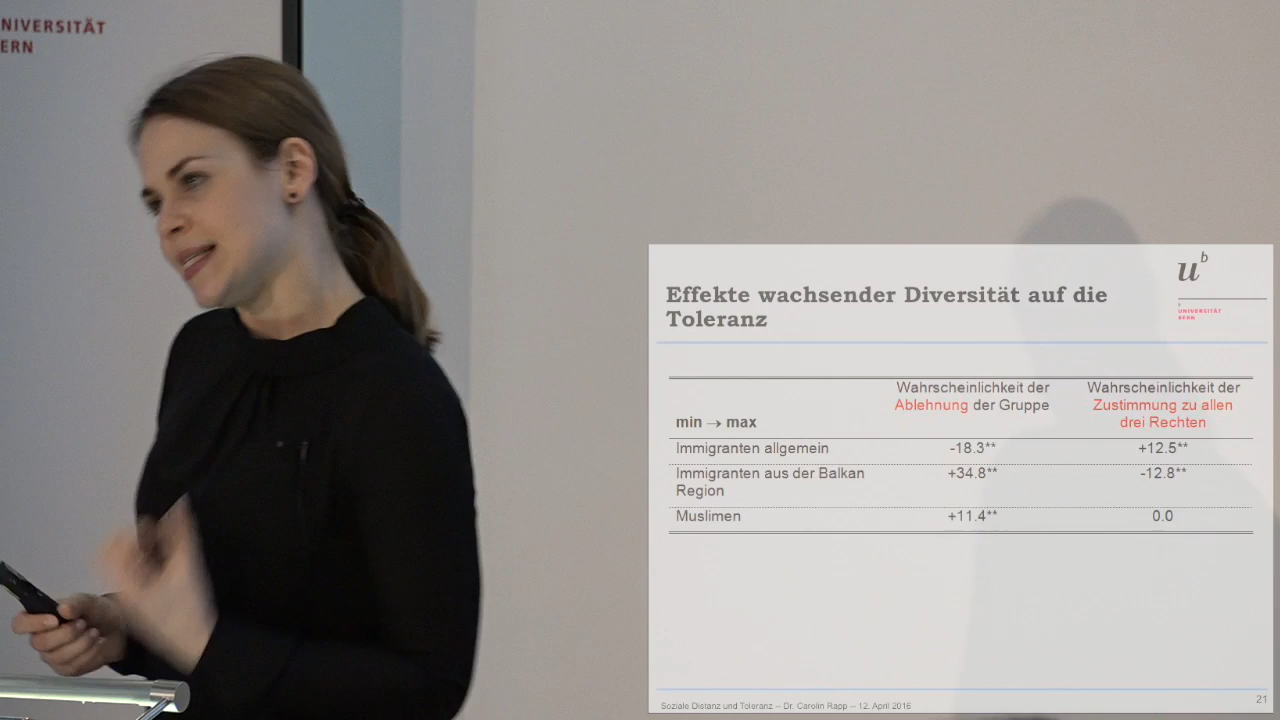 NIVERSITÄT
ERN
u^b
Effekte wachsender Diversität auf die
Toleranz
b
UNIVERSITÄT
BERN
min → max
Wahrscheinlichkeit der
Ablehnung der Gruppe
Wahrscheinlichkeit der
Zustimmung zu allen
drei Rechten
Immigranten allgemein -18.3** +12.5**
Immigranten aus der Balkan +34.8** -12.8**
Region
Muslimen +11.4** 0.0
Soziale Distanz und Toleranz – Dr. Carolin Rapp – 12. April 2016
21